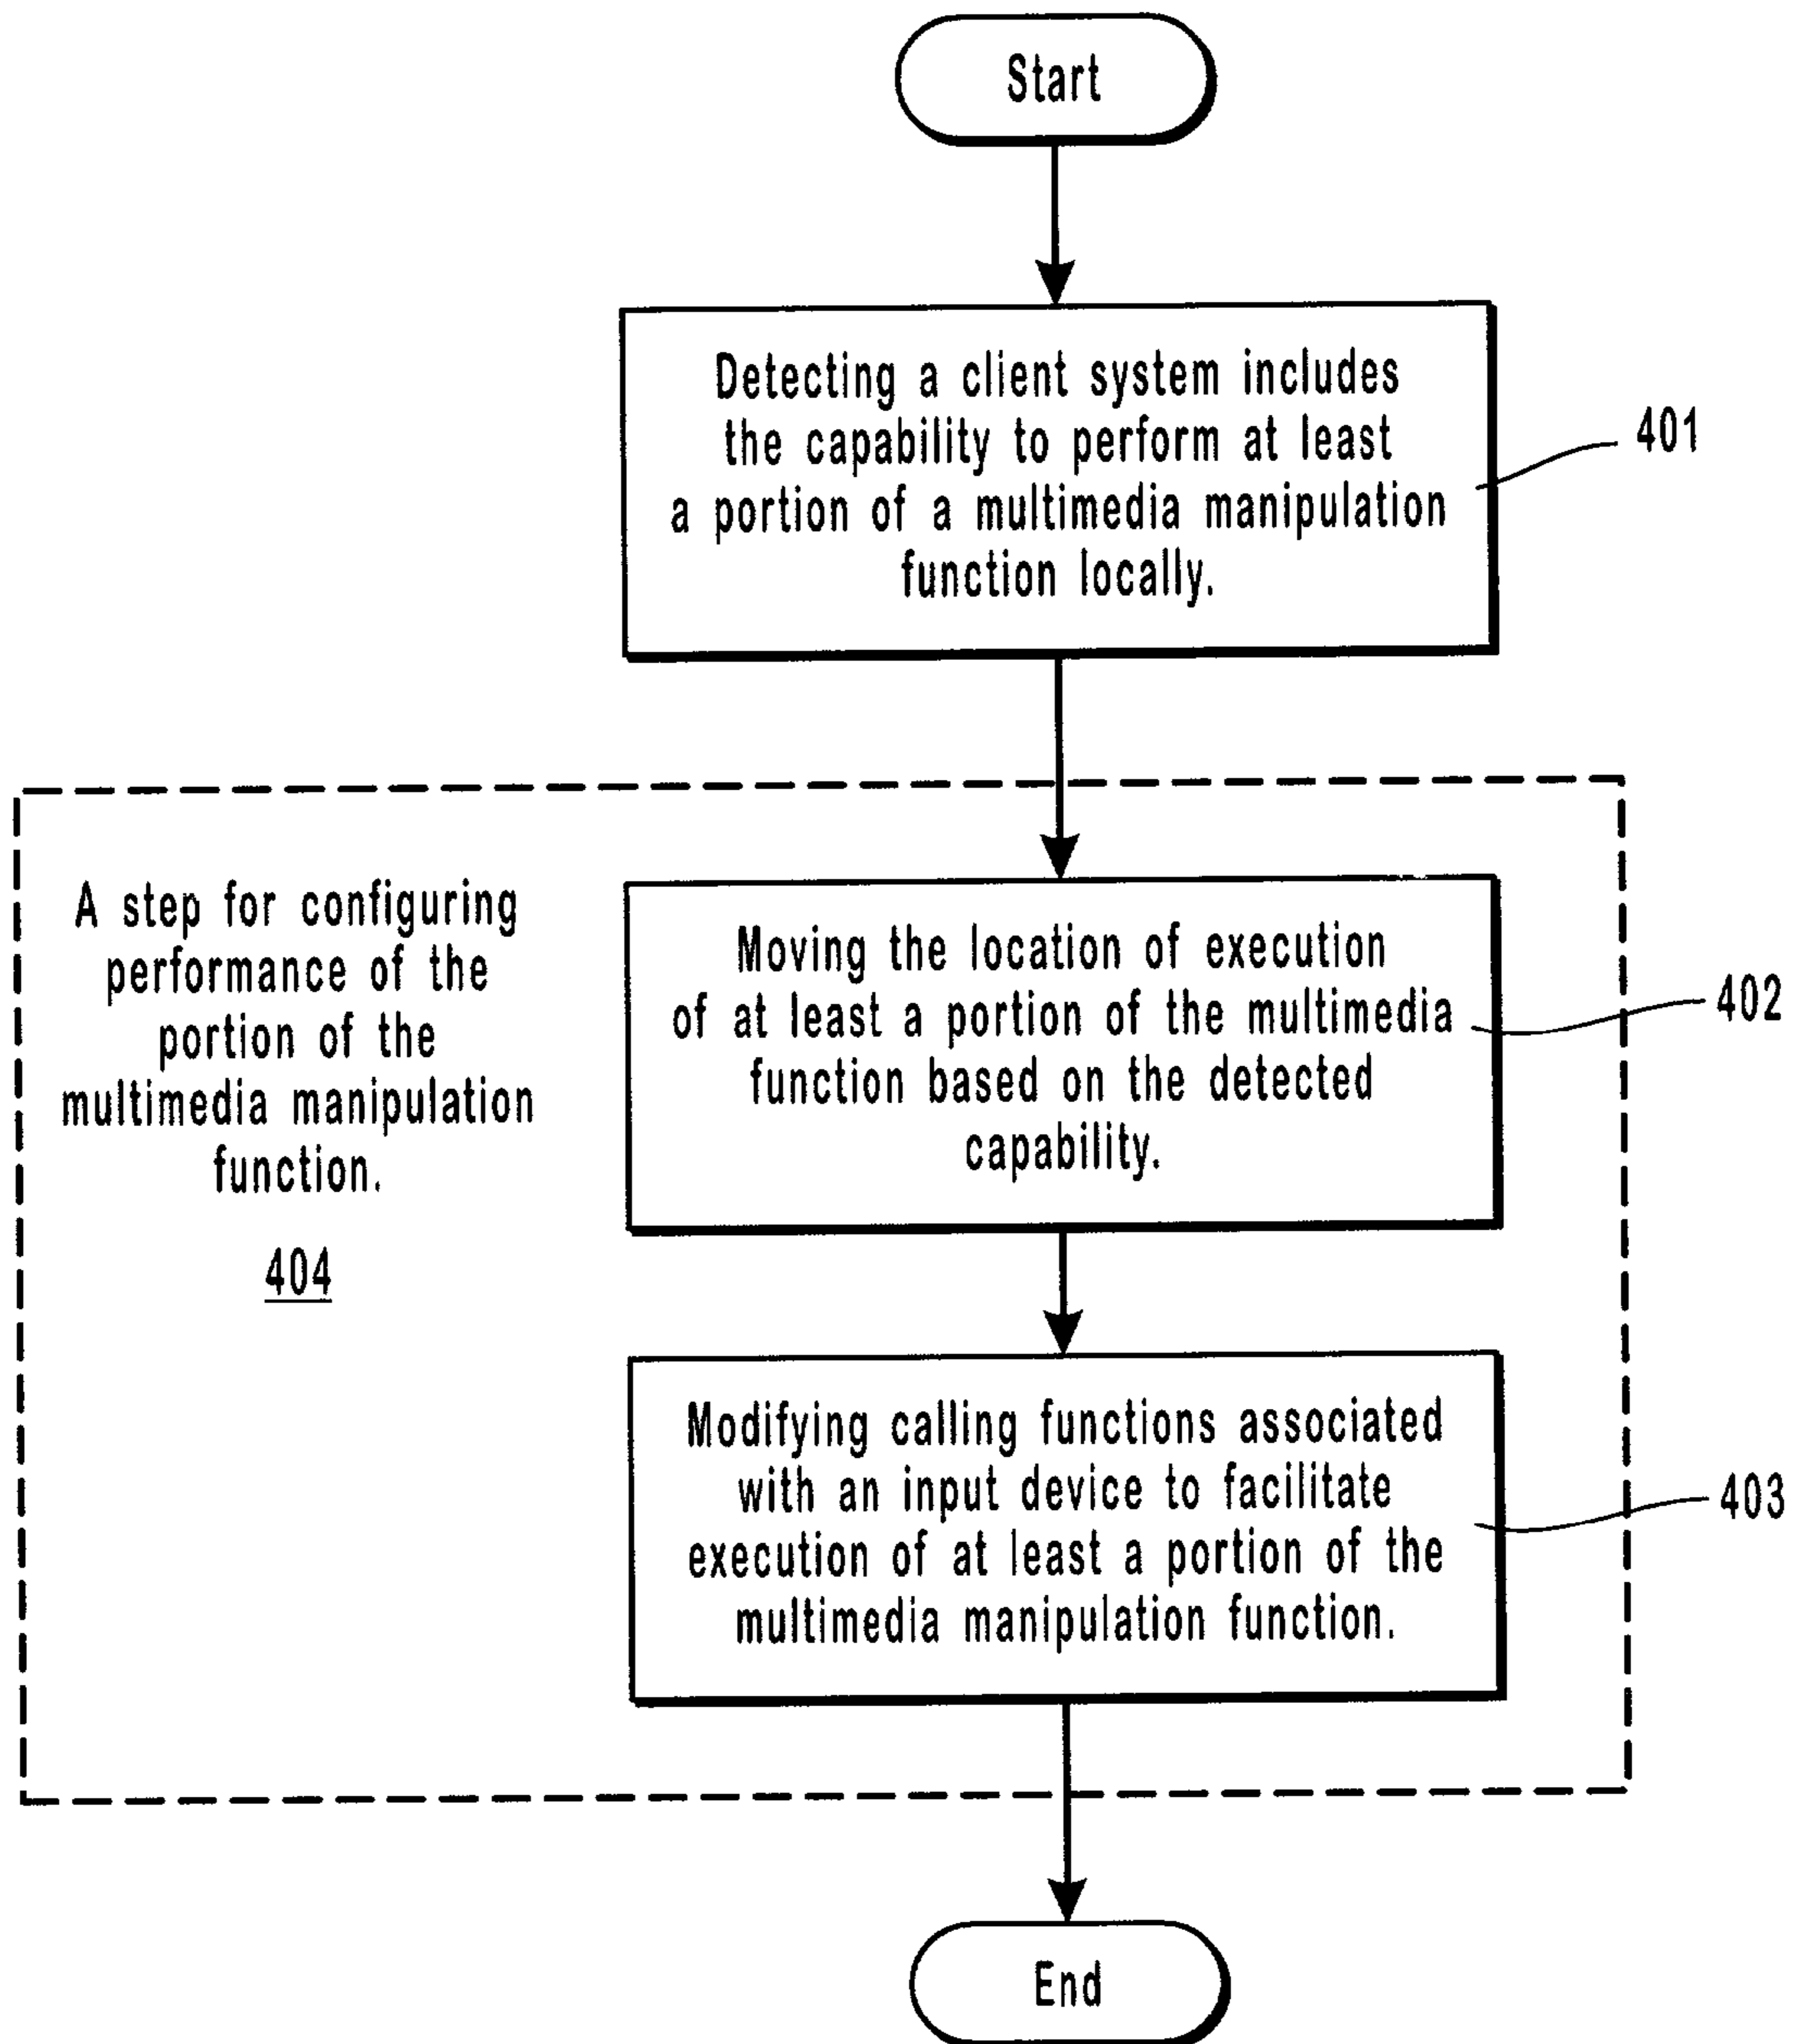 Start
Detecting a client system includes
the capability to perform at least
a portion of a multimedia manipulation
function locally.
401
A step for configuring
performance of the
portion of the
multimedia manipulation
function.
404
Moving the location of execution
of at least a portion of the multimedia
function based on the detected
capability.
402
Modifying calling functions associated
with an input device to facilitate
execution of at least a portion of the
multimedia manipulation function.
403
End